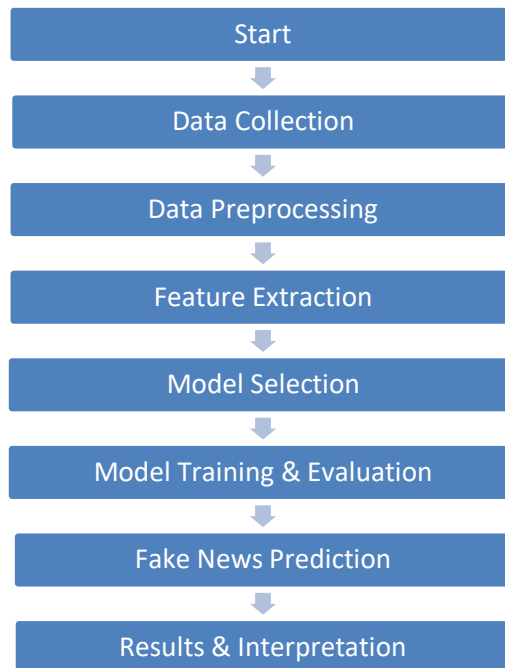 Start
Data Collection
Data Preprocessing
Feature Extraction
Model Selection
Model Training & Evaluation
Fake News Prediction
Results & Interpretation